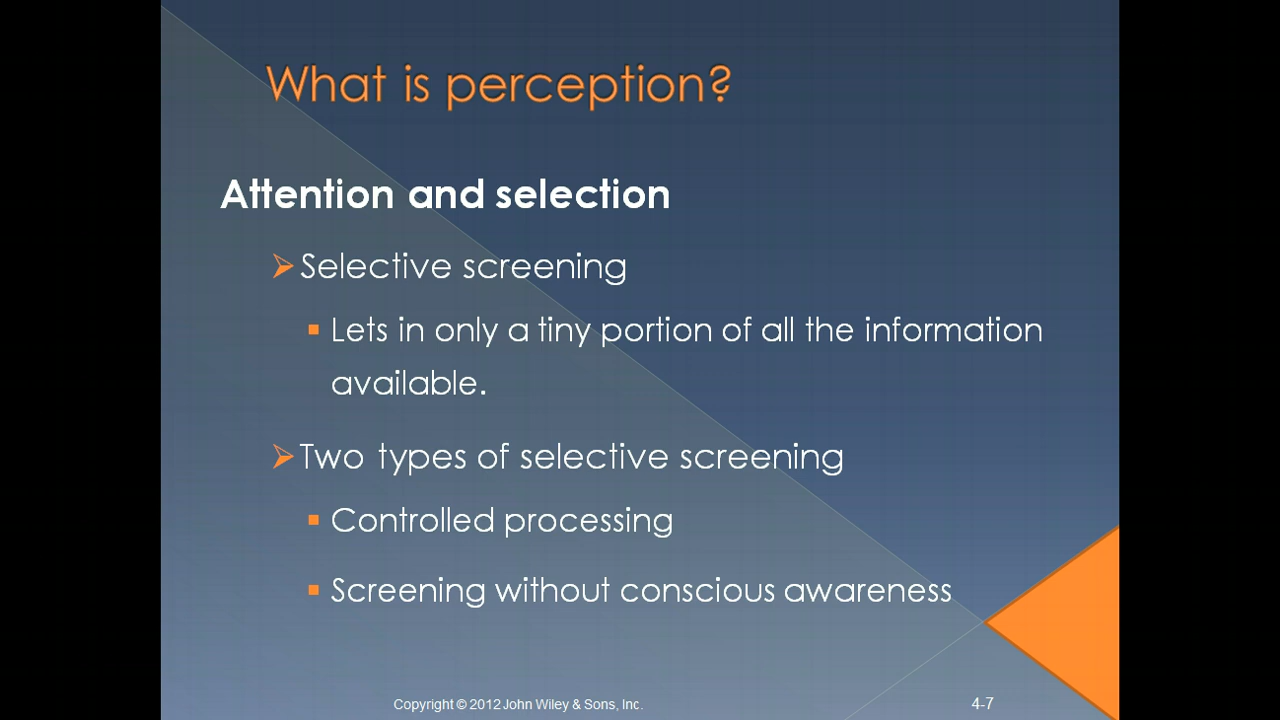 What is perception?
Attention and selection
Selective screening
Lets in only a tiny portion of all the information
available.
Two types of selective screening
Controlled processing
Screening without conscious awareness
Copyright © 2012 John Wiley & Sons, Inc.
4-7